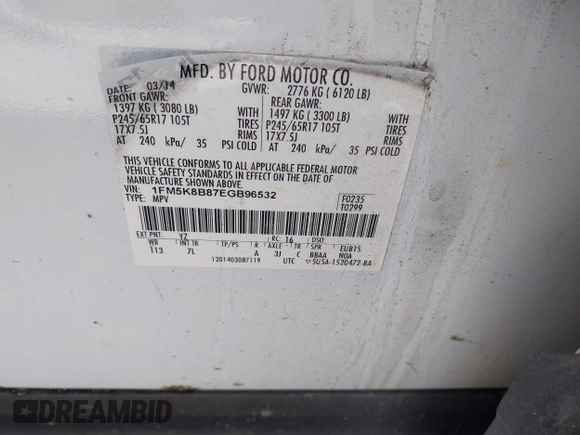 MFD. BY FORD MOTOR CO.
DATE: 03/14 GVWR: 2776 KG ( 6120 LB)
FRONT GAWR: REAR GAWR:
1397 KG ( 3080 LB) WITH 1497 KG ( 3300 LB) WITH
P245/65R17 105T TIRES P245/65R17 105T TIRES
17X7.5J RIMS 17X7.5J RIMS
AT 240 kPa/ 35 PSI COLD AT 240 kPa/ 35 PSI COLD
THIS VEHICLE CONFORMS TO ALL APPLICABLE FEDERAL MOTOR
VEHICLE SAFETY STANDARDS IN EFFECT ON THE DATE OF
MANUFACTURE SHOWN ABOVE.
VIN: 1FM5K8B87EGB96532 F0235
TYPE: MPV T0299
EXT PNT: YZ RC: 16 DSO:
WB INT TR TP/PS R AXLE TR SPR EUB15
113 7L A 3J C BBAA NOA
1201403087119 UTC ▽5U5A-1520472-BA
DREAMBID